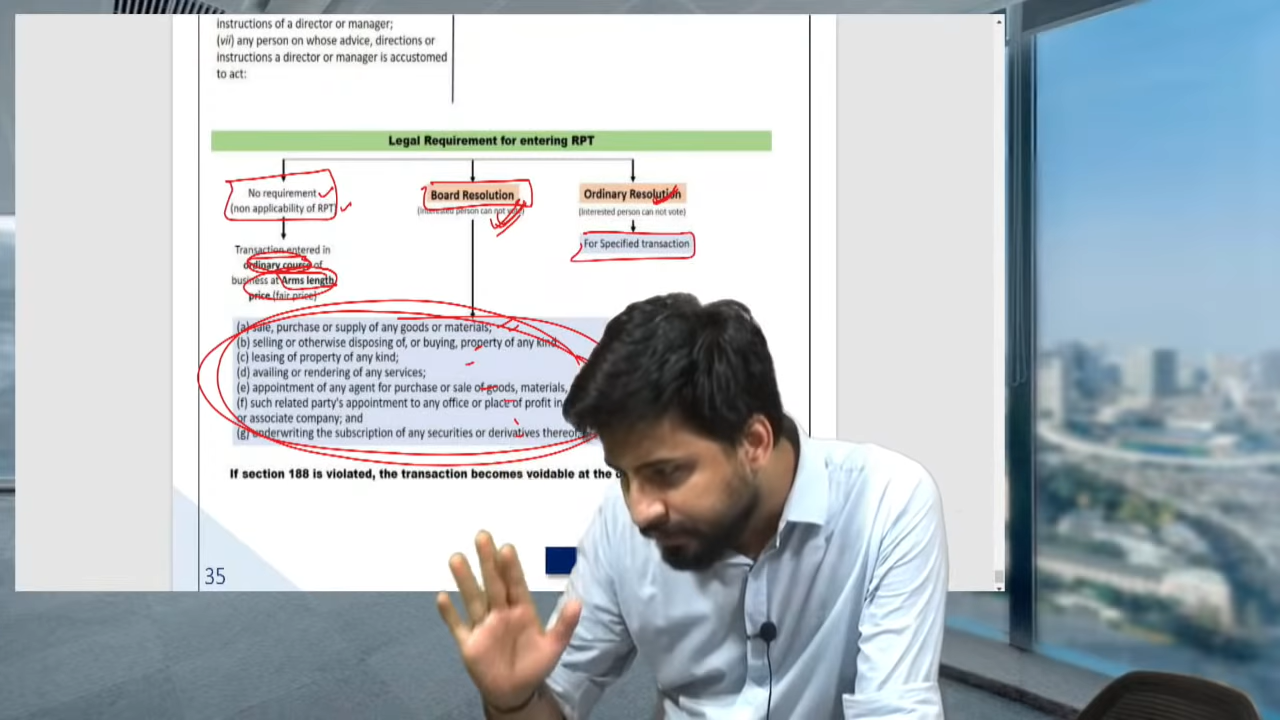 instructions of a director or manager;
(vii) any person on whose advice, directions or
instructions a director or manager is accustomed
to act:
Legal Requirement for entering RPT
No requirement
(non applicability of RPT)
Board Resolution
(Interested person can not vote)
Ordinary Resolution
(Interested person can not vote)
For Specified transaction
Transaction entered in
ordinary course of
business at Arms length
price (fair price)
(a) sale, purchase or supply of any goods or materials;
(b) selling or otherwise disposing of, or buying, property of any kind;
(c) leasing of property of any kind;
(d) availing or rendering of any services;
(e) appointment of any agent for purchase or sale of goods, materials,
(f) such related party's appointment to any office or place of profit in
or associate company; and
(g) underwriting the subscription of any securities or derivatives thereof
If section 188 is violated, the transaction becomes voidable at the
35